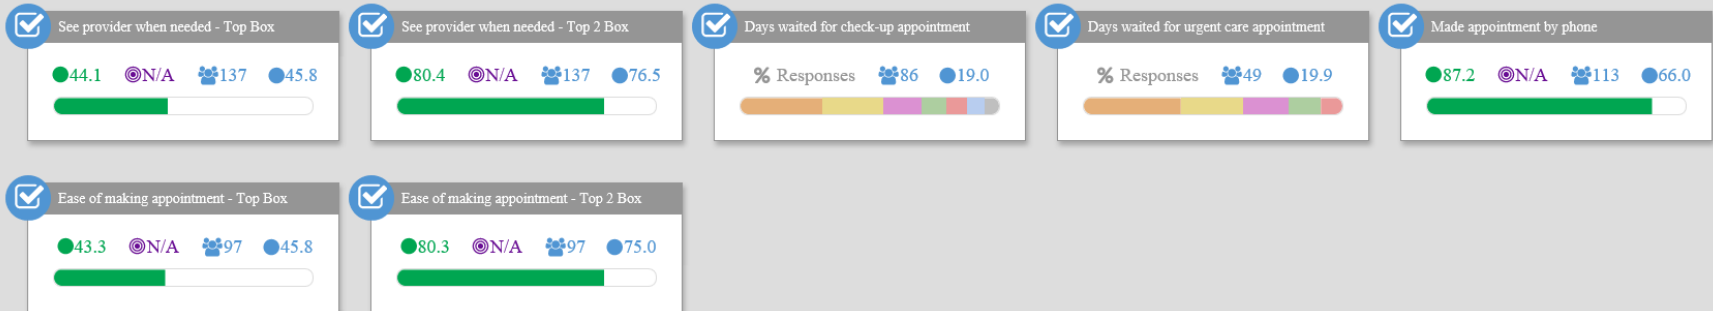 See provider when needed - Top Box
44.1 N/A 137 45.8
See provider when needed - Top 2 Box
80.4 N/A 137 76.5
Days waited for check-up appointment
% Responses 86 19.0
Days waited for urgent care appointment
% Responses 49 19.9
Made appointment by phone
87.2 N/A 113 66.0
Ease of making appointment - Top Box
43.3 N/A 97 45.8
Ease of making appointment - Top 2 Box
80.3 N/A 97 75.0